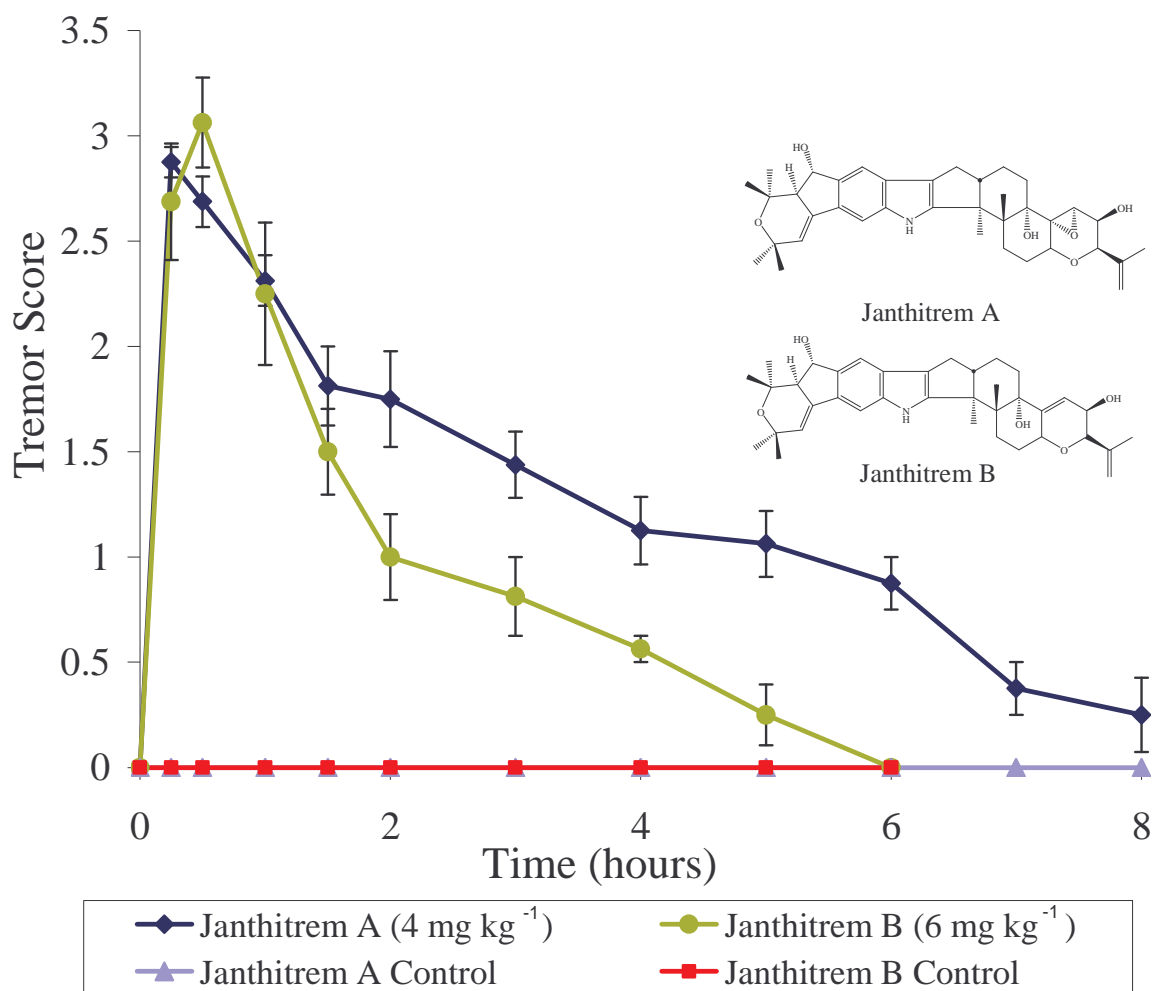 3.5
3
2.5
2
1.5
1
0.5
0
Tremor Score
0 2 4 6 8
Time (hours)
HO
H
O
N
H
OH
O
OH
O
Janthitrem A
HO
H
O
N
H
OH
OH
O
Janthitrem B
Janthitrem A (4 mg kg⁻¹) Janthitrem B (6 mg kg⁻¹)
Janthitrem A Control Janthitrem B Control